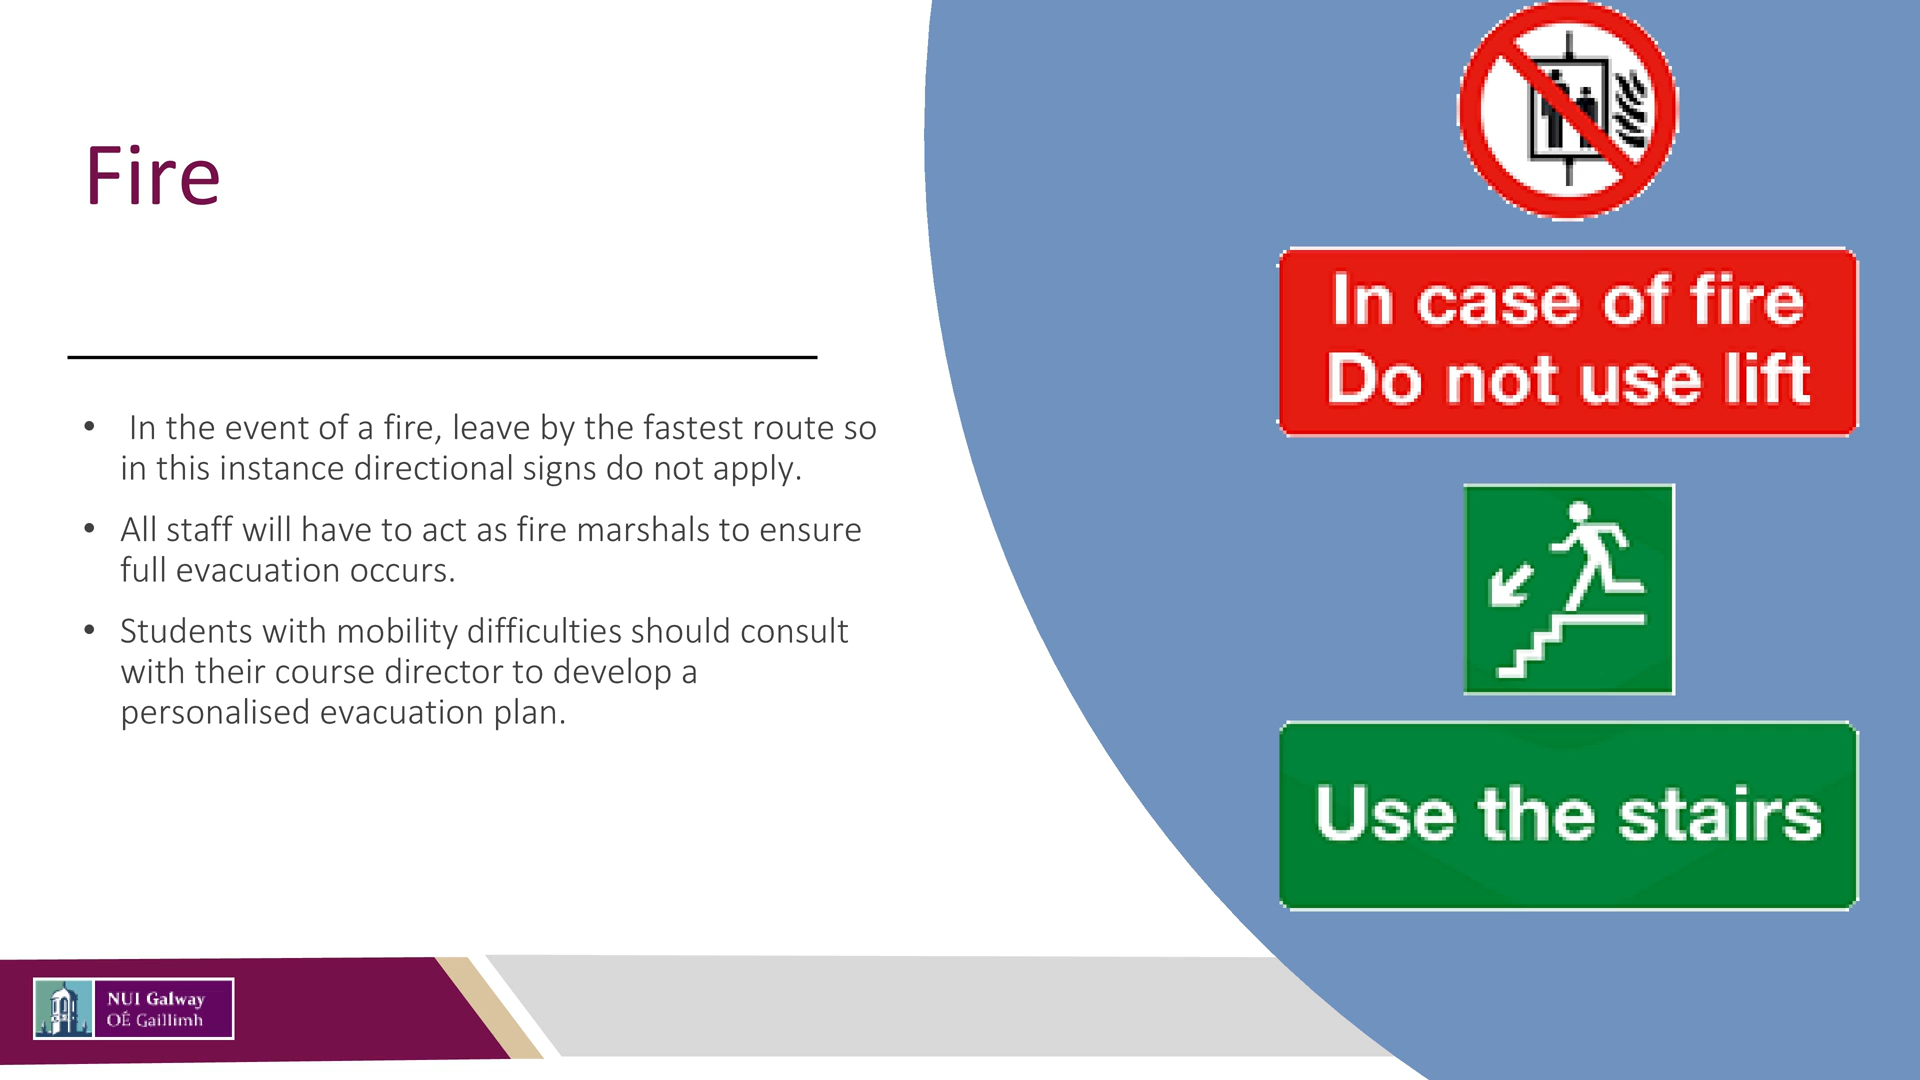 Fire
• In the event of a fire, leave by the fastest route so
in this instance directional signs do not apply.
• All staff will have to act as fire marshals to ensure
full evacuation occurs.
• Students with mobility difficulties should consult
with their course director to develop a
personalised evacuation plan.
In case of fire
Do not use lift
Use the stairs
NUI Galway
OÉ Gaillimh